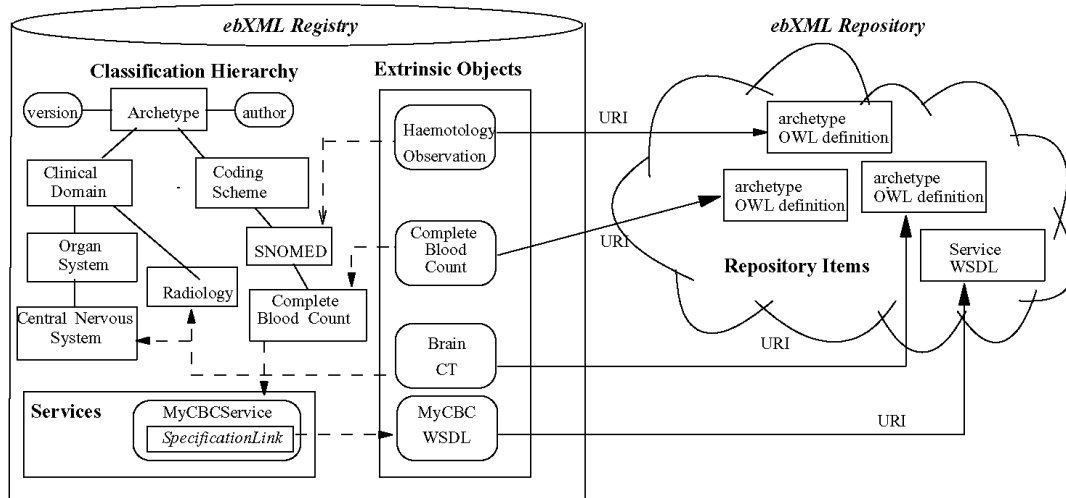 ebXML Registry
ebXML Repository
Classification Hierarchy
Extrinsic Objects
version
Archetype
author
Haemotology
Observation
URI
archetype
OWL definition
Clinical
Domain
Coding
Scheme
archetype
OWL definition
archetype
OWL definition
SNOMED
Complete
Blood
Count
URI
Organ
System
Service
WSDL
Repository Items
Radiology
Complete
Blood Count
Central Nervous
System
Brain
CT
URI
Services
MyCBCService
SpecificationLink
MyCBC
WSDL
URI